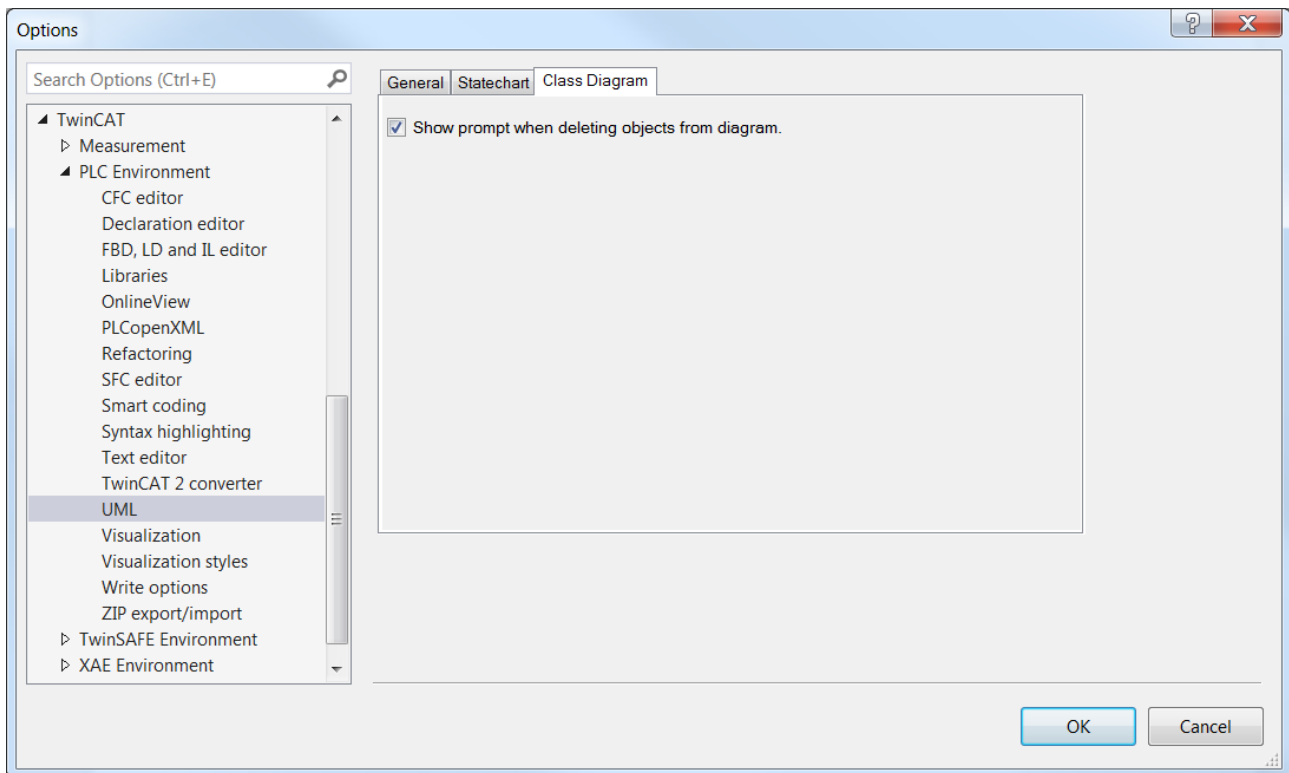 Options
Search Options (Ctrl+E)
TwinCAT
Measurement
PLC Environment
CFC editor
Declaration editor
FBD, LD and IL editor
Libraries
OnlineView
PLCopenXML
Refactoring
SFC editor
Smart coding
Syntax highlighting
Text editor
TwinCAT 2 converter
UML
Visualization
Visualization styles
Write options
ZIP export/import
TwinSAFE Environment
XAE Environment
General Statechart Class Diagram
Show prompt when deleting objects from diagram.
OK Cancel